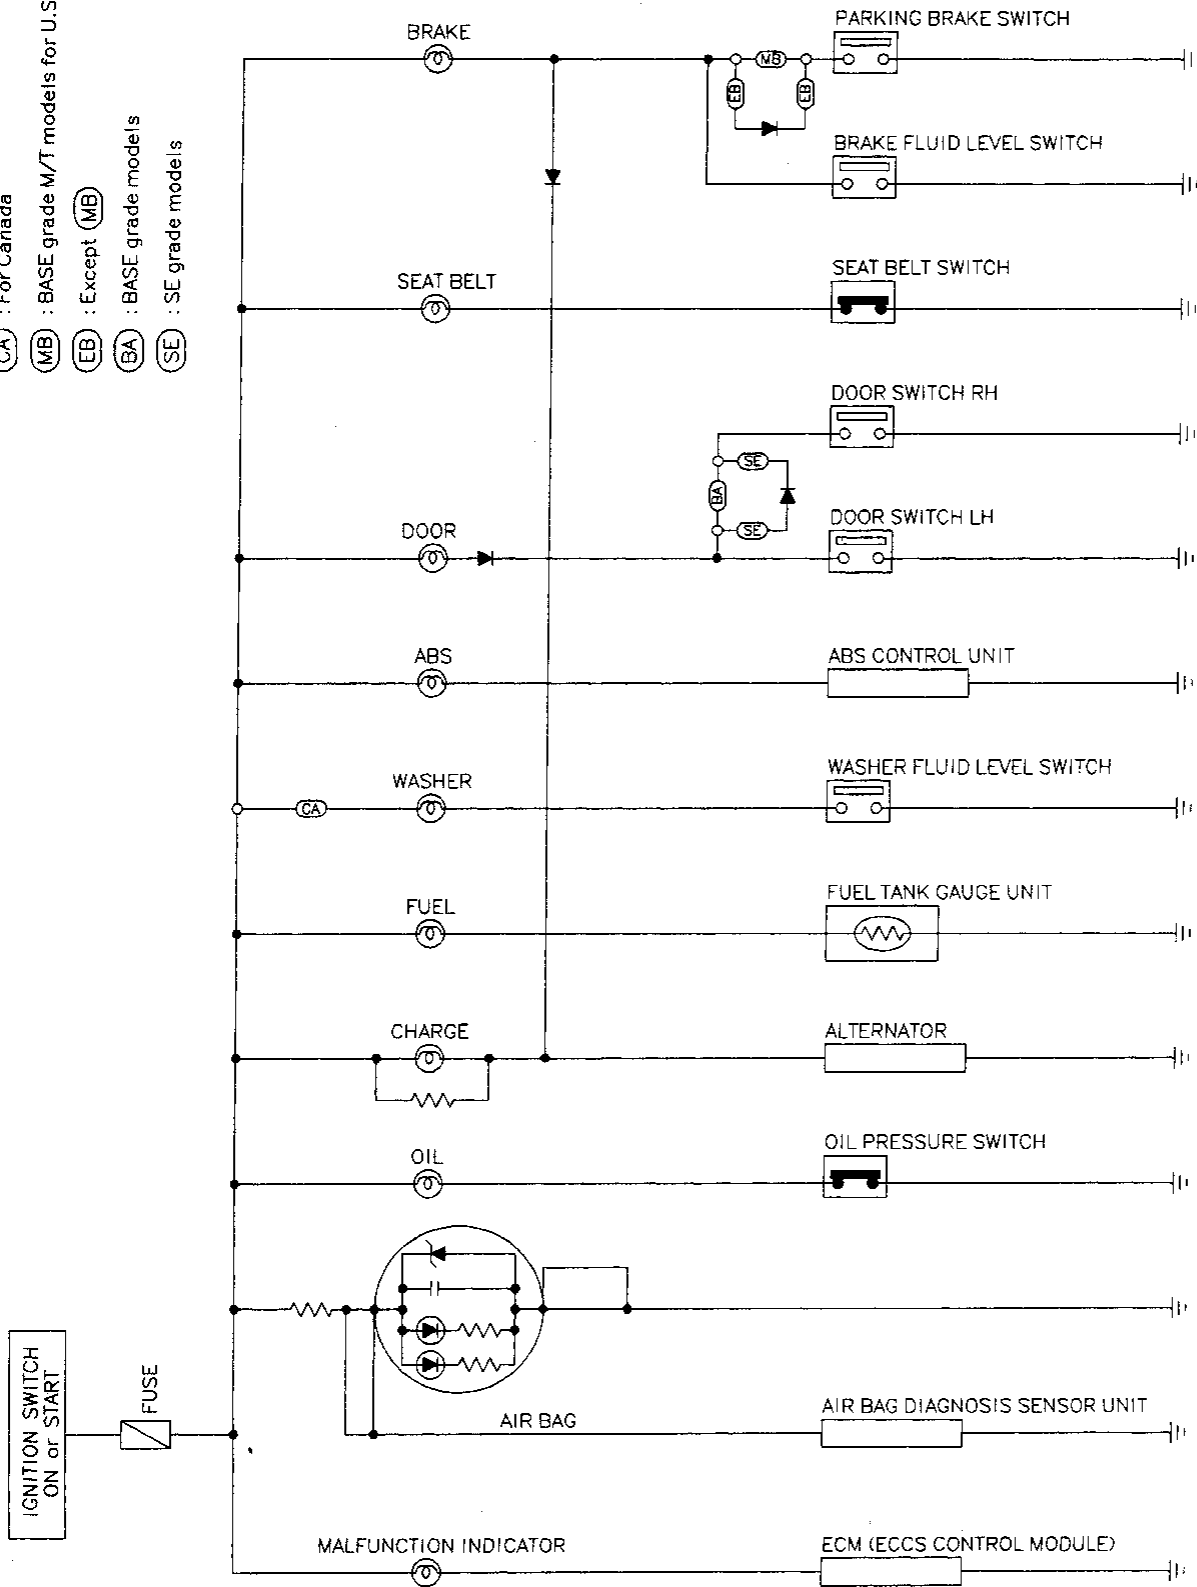 CA : For Canada
MB : BASE grade M/T models for U.S
EB : Except MB
BA : BASE grade models
SE : SE grade models
BRAKE
PARKING BRAKE SWITCH
MB
EB
EB
BRAKE FLUID LEVEL SWITCH
SEAT BELT
SEAT BELT SWITCH
DOOR SWITCH RH
SE
BA
SE
DOOR
DOOR SWITCH LH
ABS
ABS CONTROL UNIT
WASHER
WASHER FLUID LEVEL SWITCH
CA
FUEL
FUEL TANK GAUGE UNIT
CHARGE
ALTERNATOR
OIL
OIL PRESSURE SWITCH
IGNITION SWITCH
ON or START
FUSE
AIR BAG
AIR BAG DIAGNOSIS SENSOR UNIT
MALFUNCTION INDICATOR
ECM (ECCS CONTROL MODULE)